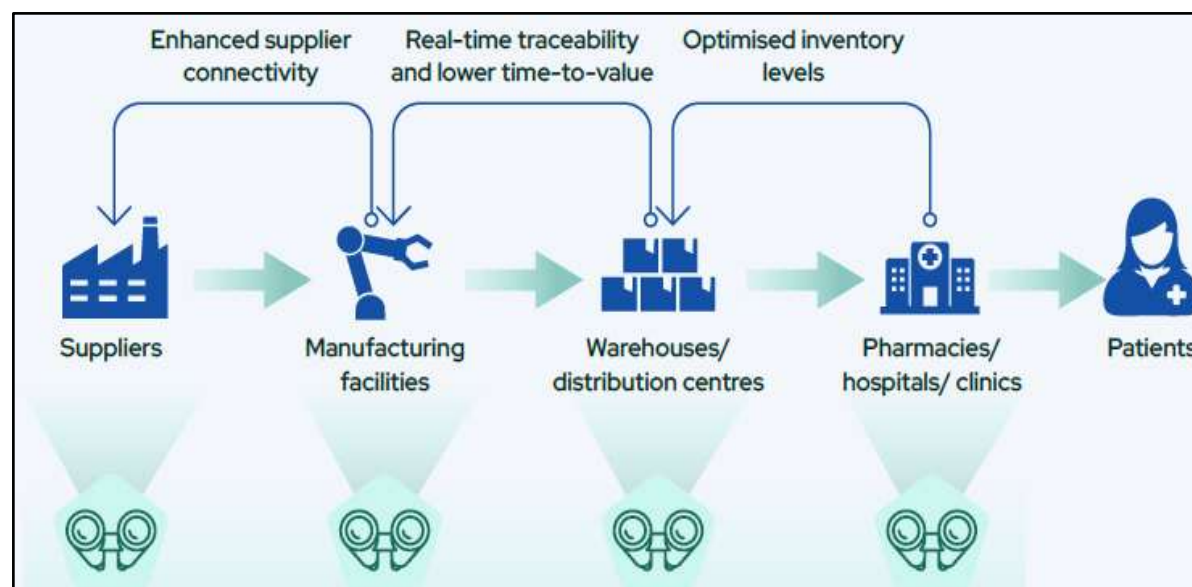 Enhanced supplier
connectivity
Real-time traceability
and lower time-to-value
Optimised inventory
levels
Suppliers
Manufacturing
facilities
Warehouses/
distribution centres
Pharmacies/
hospitals/ clinics
Patients